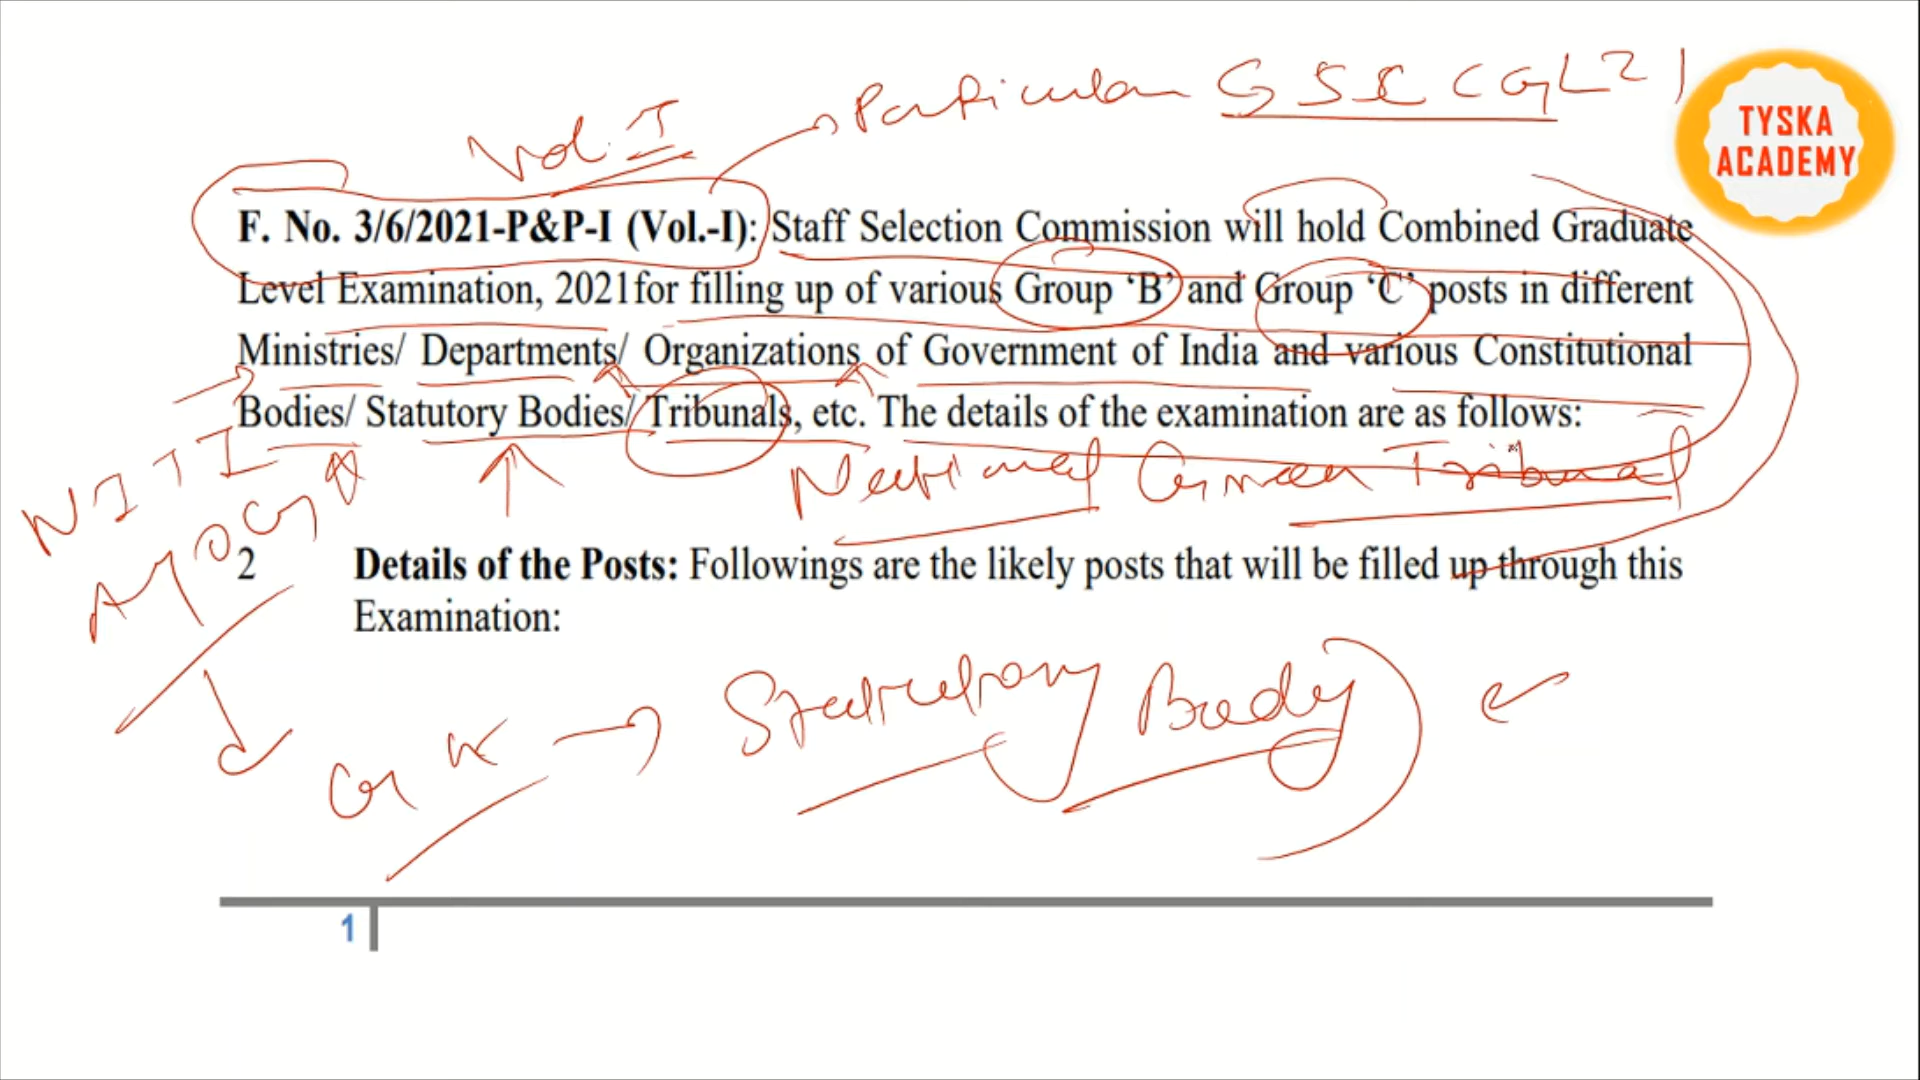 Particular SSC CGL 21
Vol. I
TYSKA
ACADEMY
F. No. 3/6/2021-P&P-I (Vol.-I): Staff Selection Commission will hold Combined Graduate
Level Examination, 2021for filling up of various Group ‘B’ and Group ‘C’ posts in different
Ministries/ Departments/ Organizations of Government of India and various Constitutional
Bodies/ Statutory Bodies/ Tribunals, etc. The details of the examination are as follows:
NITI
National Green Tribunal
AYOG
2 Details of the Posts: Followings are the likely posts that will be filled up through this
Examination:
GK → Statutory Body
1